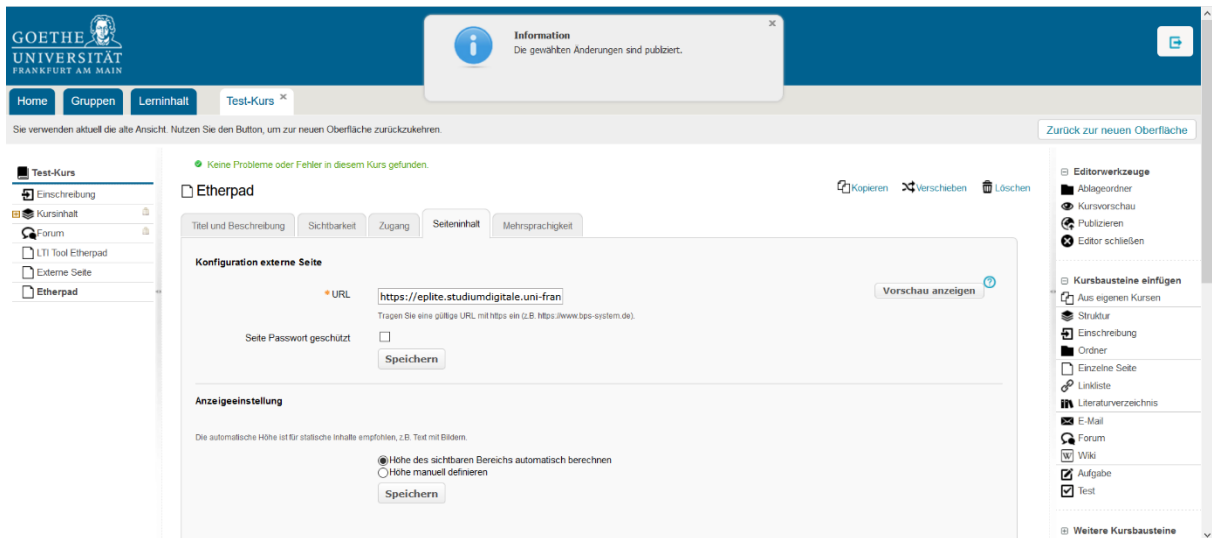 GOETHE
UNIVERSITÄT
FRANKFURT AM MAIN
Information
Die gewählten Änderungen sind publiziert.
Home
Gruppen
Lerninhalt
Test-Kurs
Sie verwenden aktuell die alte Ansicht. Nutzen Sie den Button, um zur neuen Oberfläche zurückzukehren.
Zurück zur neuen Oberfläche
Test-Kurs
Einschreibung
Kursinhalt
Forum
LTI Tool Etherpad
Externe Seite
Etherpad
Keine Probleme oder Fehler in diesem Kurs gefunden.
Etherpad
Kopieren
Verschieben
Löschen
Titel und Beschreibung
Sichtbarkeit
Zugang
Seiteninhalt
Mehrsprachigkeit
Konfiguration externe Seite
*URL
https://eplite.studiumdigitale.uni-fran
Vorschau anzeigen
?
Tragen Sie eine gültige URL mit https ein (z.B. https://www.bps-system.de).
Seite Passwort geschützt
Speichern
Anzeigeeinstellung
Die automatische Höhe ist für statische Inhalte empfohlen, z.B. Text mit Bildern.
Höhe des sichtbaren Bereichs automatisch berechnen
Höhe manuell definieren
Speichern
Editorwerkzeuge
Ablageordner
Kursvorschau
Publizieren
Editor schließen
Kursbausteine einfügen
Aus eigenen Kursen
Struktur
Einschreibung
Ordner
Einzelne Seite
Linkliste
Literaturverzeichnis
E-Mail
Forum
W Wiki
Aufgabe
Test
Weitere Kursbausteine